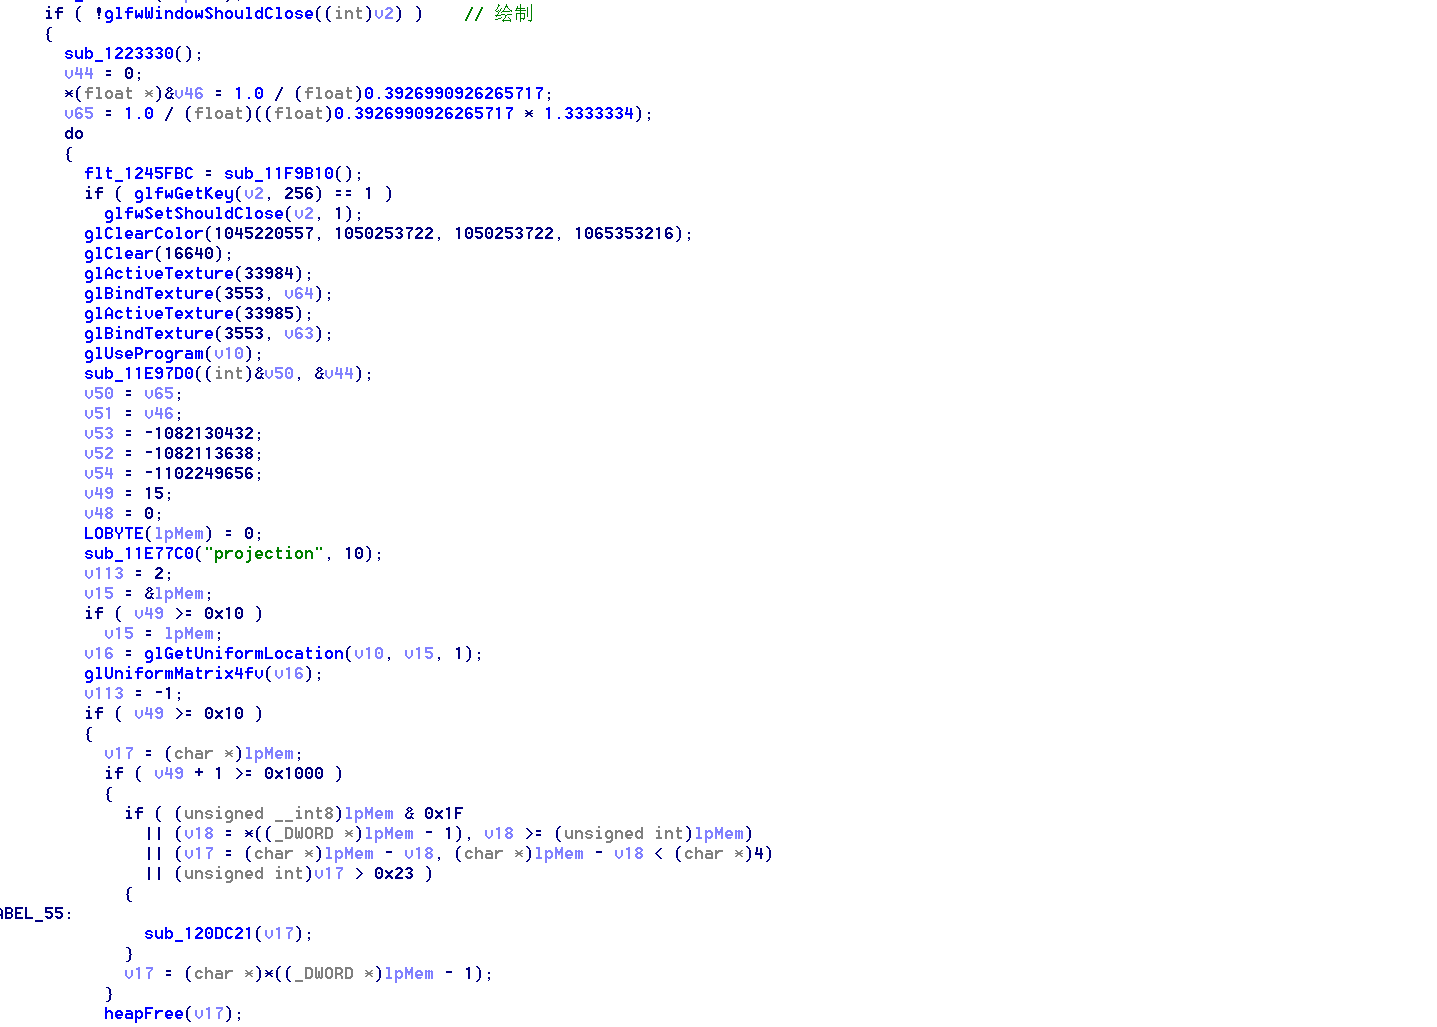 if ( !glfwWindowShouldClose((int)v2) )    // 绘制
{
sub_1223330();
v44 = 0;
*(float *)&v46 = 1.0 / (float)0.3926990926265717;
v65 = 1.0 / (float)((float)0.3926990926265717 * 1.3333334);
do
{
flt_1245FBC = sub_11F9B10();
if ( glfwGetKey(v2, 256) == 1 )
glfwSetShouldClose(v2, 1);
glClearColor(1045220557, 1050253722, 1050253722, 1065353216);
glClear(16640);
glActiveTexture(33984);
glBindTexture(3553, v64);
glActiveTexture(33985);
glBindTexture(3553, v63);
glUseProgram(v10);
sub_11E97D0((int)&v50, &v44);
v50 = v65;
v51 = v46;
v53 = -1082130432;
v52 = -1082113638;
v54 = -1102249656;
v49 = 15;
v48 = 0;
LOBYTE(lpMem) = 0;
sub_11E77C0("projection", 10);
v113 = 2;
v15 = &lpMem;
if ( v49 >= 0x10 )
v15 = lpMem;
v16 = glGetUniformLocation(v10, v15, 1);
glUniformMatrix4fv(v16);
v113 = -1;
if ( v49 >= 0x10 )
{
v17 = (char *)lpMem;
if ( v49 + 1 >= 0x1000 )
{
if ( (unsigned __int8)lpMem & 0x1F
|| (v18 = *((_DWORD *)lpMem - 1), v18 >= (unsigned int)lpMem)
|| (v17 = (char *)lpMem - v18, (char *)lpMem - v18 < (char *)4)
|| (unsigned int)v17 > 0x23 )
{
ABEL_55:
sub_120DC21(v17);
}
v17 = (char *)*((_DWORD *)lpMem - 1);
}
heapFree(v17);